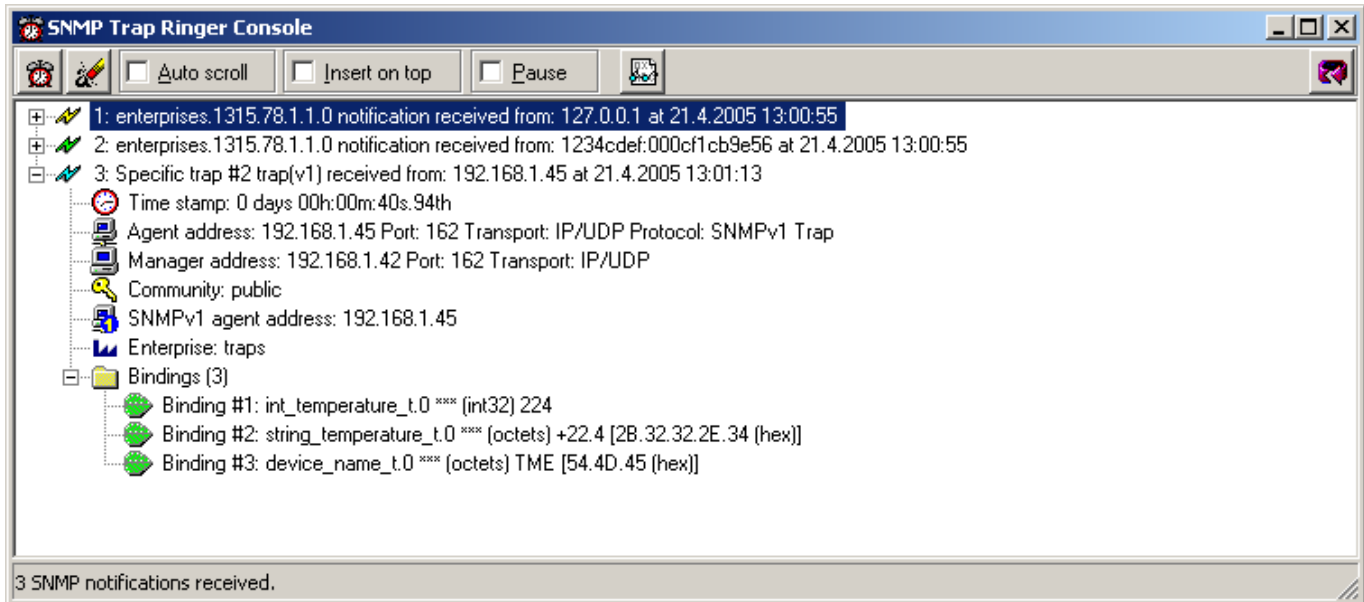 SNMP Trap Ringer Console
Auto scroll Insert on top Pause
1: enterprises.1315.78.1.1.0 notification received from: 127.0.0.1 at 21.4.2005 13:00:55
2: enterprises.1315.78.1.1.0 notification received from: 1234cdef:000cf1cb9e56 at 21.4.2005 13:00:55
3: Specific trap #2 trap(v1) received from: 192.168.1.45 at 21.4.2005 13:01:13
Time stamp: 0 days 00h:00m:40s.94th
Agent address: 192.168.1.45 Port: 162 Transport: IP/UDP Protocol: SNMPv1 Trap
Manager address: 192.168.1.42 Port: 162 Transport: IP/UDP
Community: public
SNMPv1 agent address: 192.168.1.45
Enterprise: traps
Bindings (3)
Binding #1: int_temperature_t.0 *** (int32) 224
Binding #2: string_temperature_t.0 *** (octets) +22.4 [2B.32.32.2E.34 (hex)]
Binding #3: device_name_t.0 *** (octets) TME [54.4D.45 (hex)]
3 SNMP notifications received.